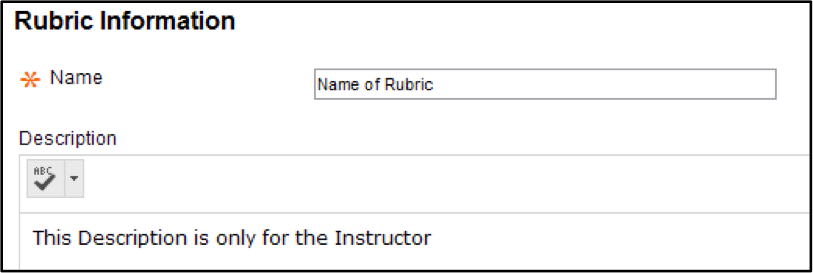 Rubric Information
Name
Name of Rubric
Description
ABC
This Description is only for the Instructor